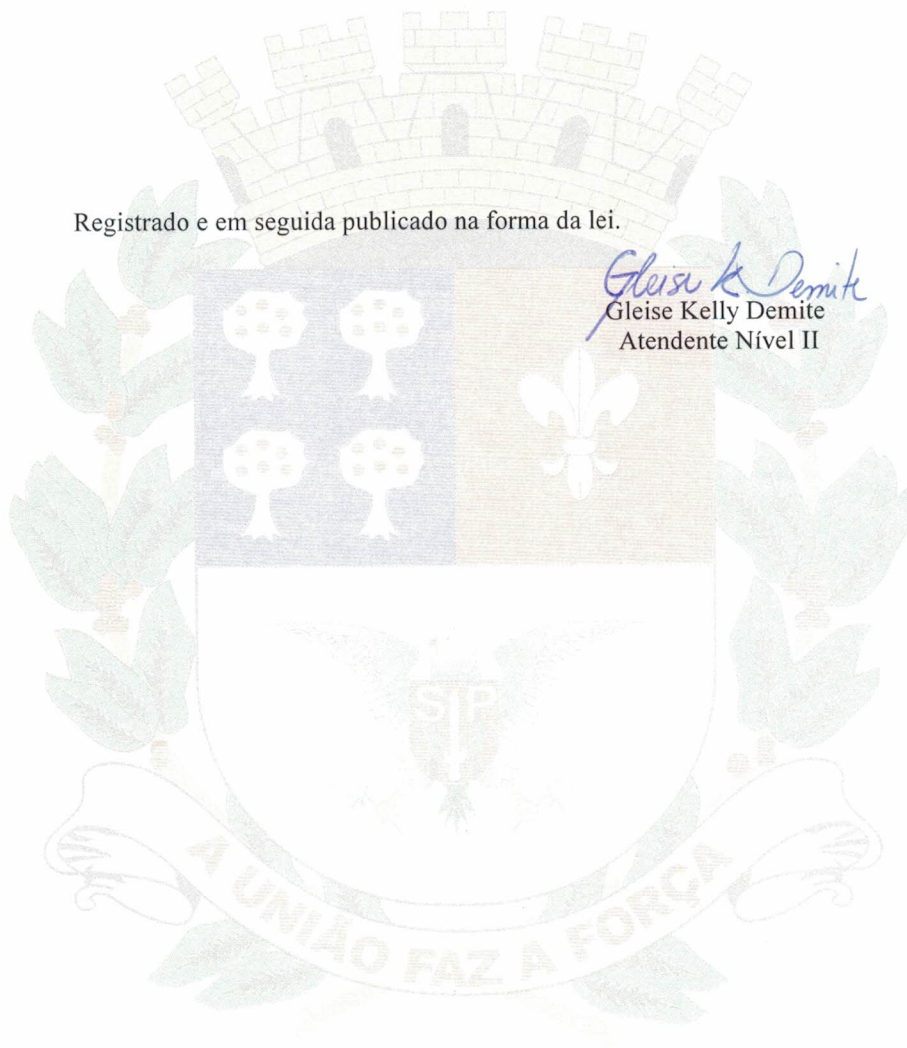 Registrado e em seguida publicado na forma da lei.
Gleise K Demite
Gleise Kelly Demite
Atendente Nível II
SP
A UNIÃO FAZ A FORÇA